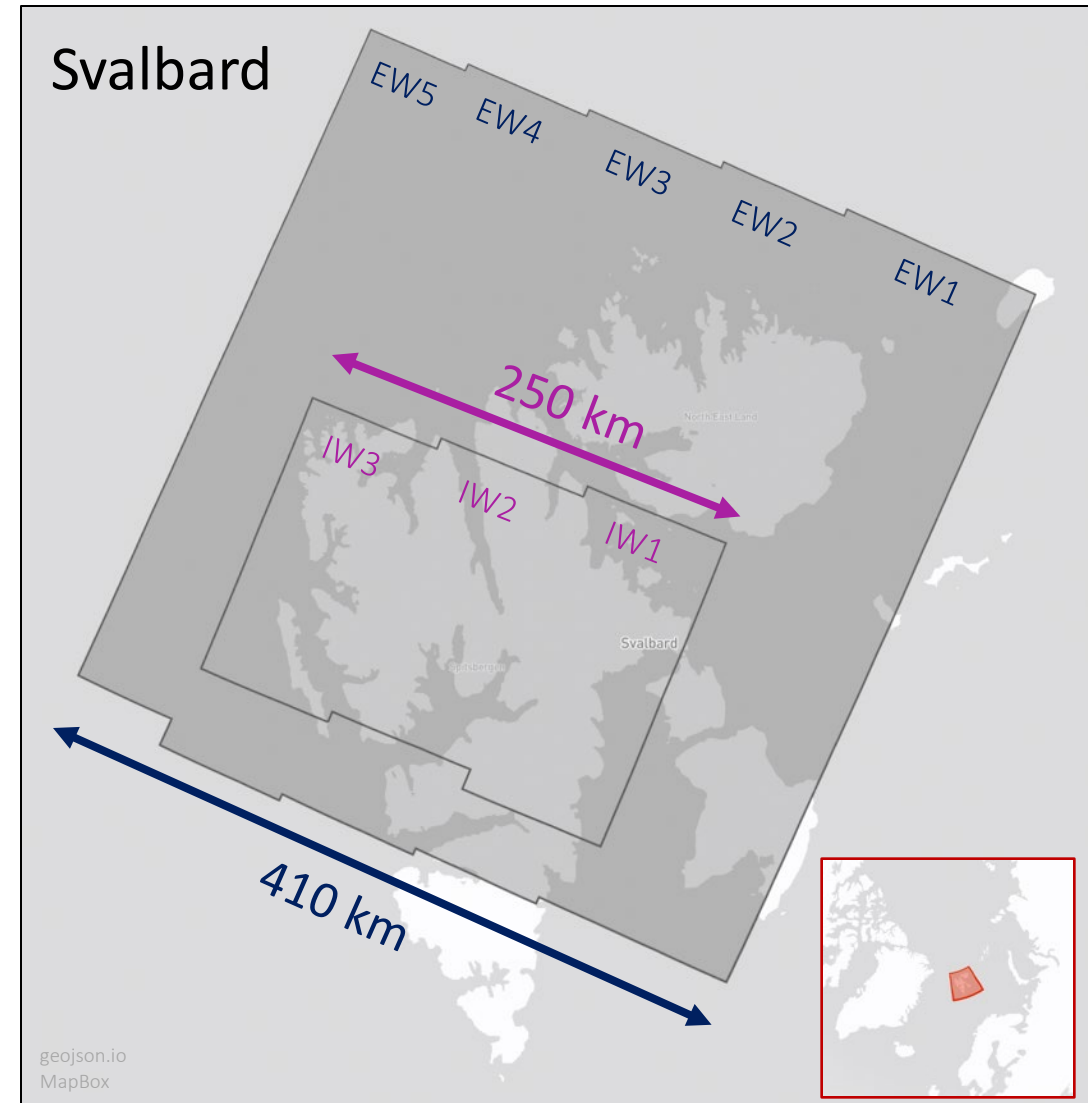 Svalbard
EW5
EW4
EW3
EW2
EW1
250 km
North East Land
IW3
IW2
IW1
Svalbard
Spitsbergen
410 km
geojson.io
MapBox